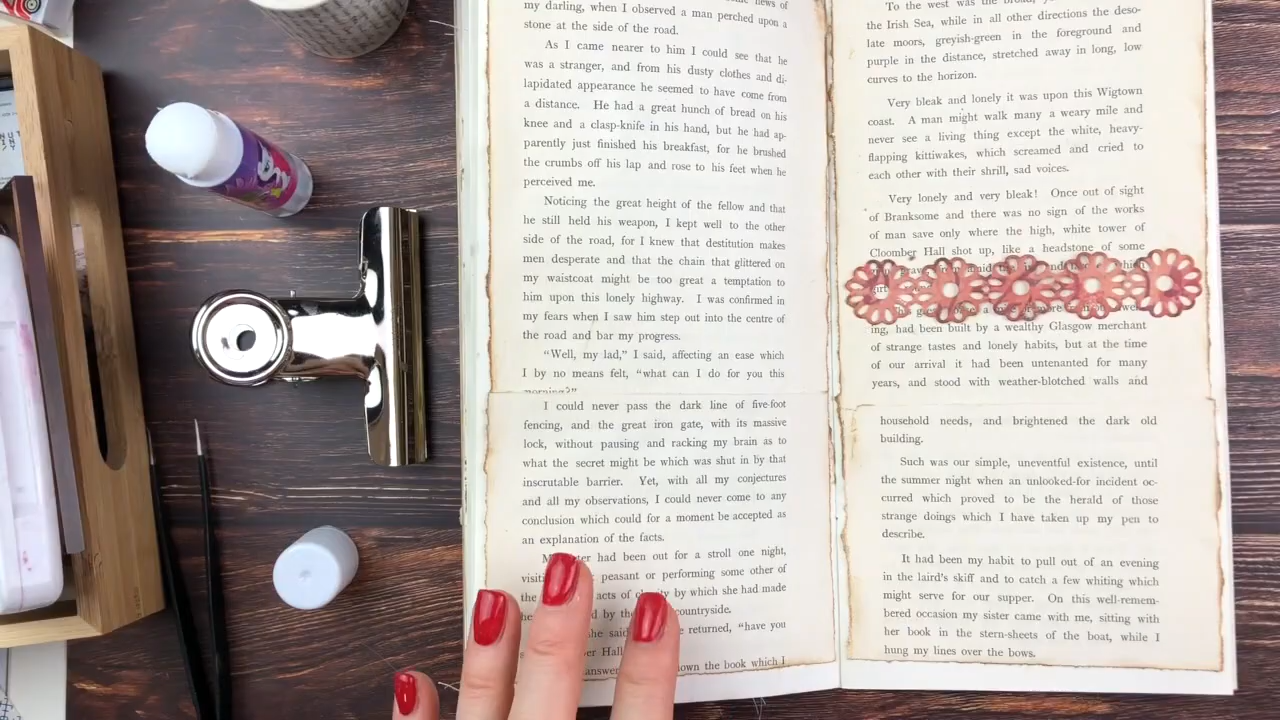 news of
my darling, when I observed a man perched upon a
stone at the side of the road.
As I came nearer to him I could see that he
was a stranger, and from his dusty clothes and di-
lapidated appearance he seemed to have come from
a distance. He had a great hunch of bread on his
knee and a clasp-knife in his hand, but he had ap-
parently just finished his breakfast, for he brushed
the crumbs off his lap and rose to his feet when he
perceived me.
Noticing the great height of the fellow and that
he still held his weapon, I kept well to the other
side of the road, for I knew that destitution makes
men desperate and that the chain that glittered on
my waistcoat might be too great a temptation to
him upon this lonely highway. I was confirmed in
my fears when I saw him step out into the centre of
the road and bar my progress.
"Well, my lad," I said, affecting an ease which
I by no means felt, "what can I do for you this
morning?"
I could never pass the dark line of five-foot
fencing, and the great iron gate, with its massive
lock, without pausing and racking my brain as to
what the secret might be which was shut in by that
inscrutable barrier. Yet, with all my conjectures
and all my observations, I could never come to any
conclusion which could for a moment be accepted as
an explanation of the facts.
had been out for a stroll one night,
peasant or performing some other of
the acts of by which she had made
by the countryside.
she said returned, "have you
Hall
answer down the book which I
To the west was the broad,
the Irish Sea, while in all other directions the deso-
late moors, greyish-green in the foreground and
purple in the distance, stretched away in long, low
curves to the horizon.
Very bleak and lonely it was upon this Wigtown
coast. A man might walk many a weary mile and
never see a living thing except the white, heavy-
flapping kittiwakes, which screamed and cried to
each other with their shrill, sad voices.
Very lonely and very bleak! Once out of sight
of Branksome and there was no sign of the works
of man save only where the high, white tower of
Cloomber Hall shot up, like a headstone of some
which
ing, had been built by a wealthy Glasgow merchant
of strange tastes and lonely habits, but at the time
of our arrival it had been untenanted for many
years, and stood with weather-blotched walls and
household needs, and brightened the dark old
building.
Such was our simple, uneventful existence, until
the summer night when an unlooked-for incident oc-
curred which proved to be the herald of those
strange doings which I have taken up my pen to
describe.
It had been my habit to pull out of an evening
in the laird's skiff and to catch a few whiting which
might serve for our supper. On this well-remem-
bered occasion my sister came with me, sitting with
her book in the stern-sheets of the boat, while I
hung my lines over the bows.